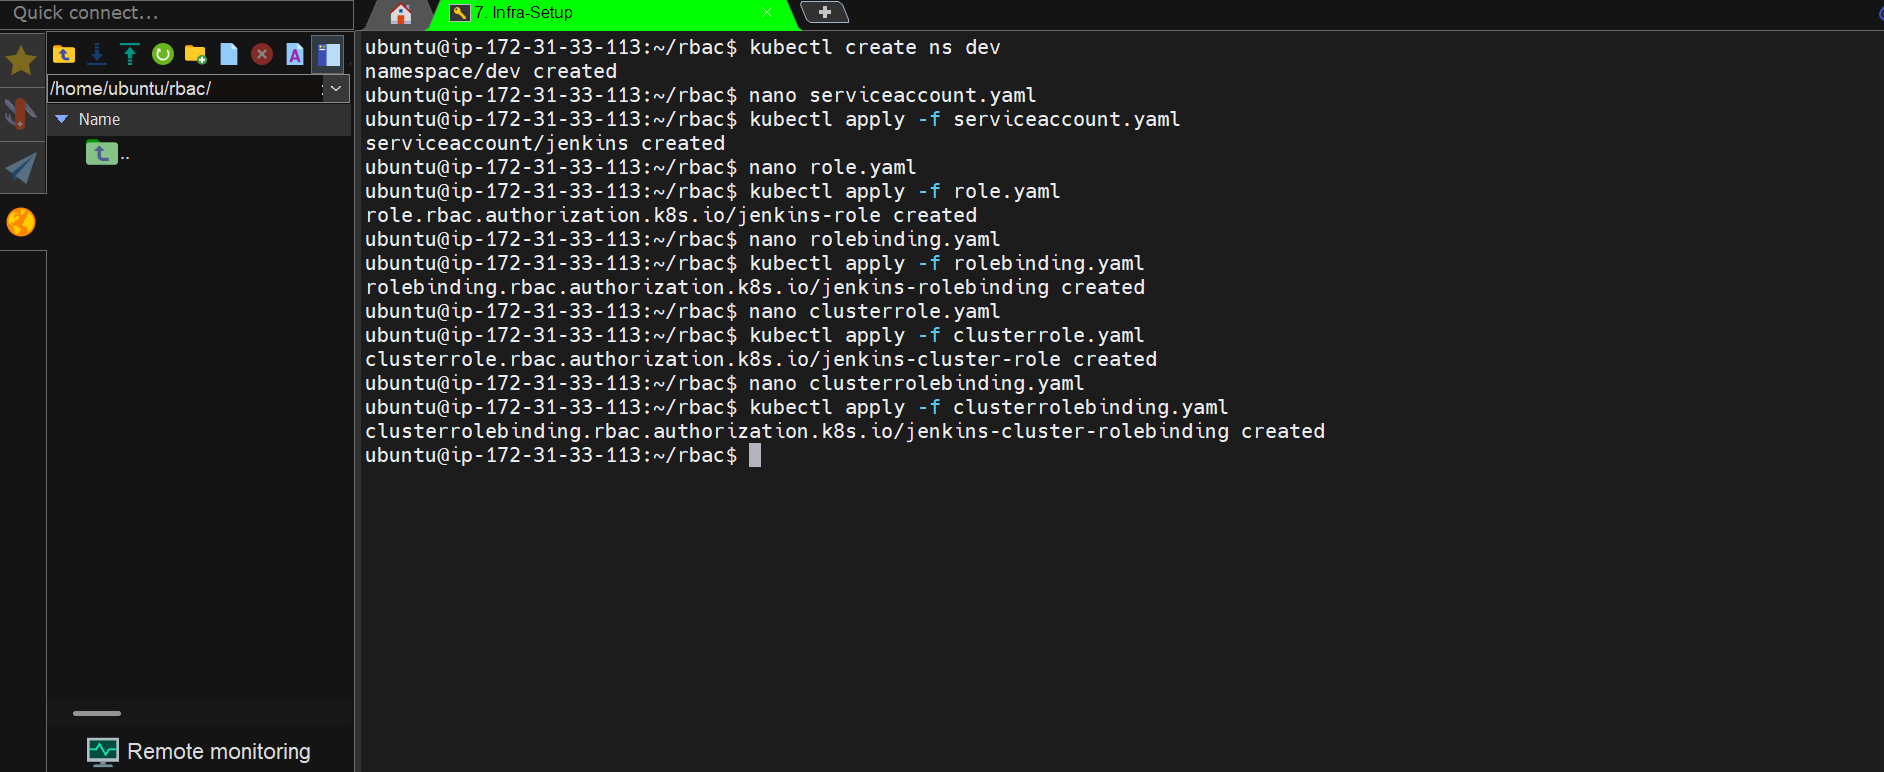 Quick connect...
7. Infra-Setup
/home/ubuntu/rbac/
Name
..
Remote monitoring
ubuntu@ip-172-31-33-113:~/rbac$ kubectl create ns dev
namespace/dev created
ubuntu@ip-172-31-33-113:~/rbac$ nano serviceaccount.yaml
ubuntu@ip-172-31-33-113:~/rbac$ kubectl apply -f serviceaccount.yaml
serviceaccount/jenkins created
ubuntu@ip-172-31-33-113:~/rbac$ nano role.yaml
ubuntu@ip-172-31-33-113:~/rbac$ kubectl apply -f role.yaml
role.rbac.authorization.k8s.io/jenkins-role created
ubuntu@ip-172-31-33-113:~/rbac$ nano rolebinding.yaml
ubuntu@ip-172-31-33-113:~/rbac$ kubectl apply -f rolebinding.yaml
rolebinding.rbac.authorization.k8s.io/jenkins-rolebinding created
ubuntu@ip-172-31-33-113:~/rbac$ nano clusterrole.yaml
ubuntu@ip-172-31-33-113:~/rbac$ kubectl apply -f clusterrole.yaml
clusterrole.rbac.authorization.k8s.io/jenkins-cluster-role created
ubuntu@ip-172-31-33-113:~/rbac$ nano clusterrolebinding.yaml
ubuntu@ip-172-31-33-113:~/rbac$ kubectl apply -f clusterrolebinding.yaml
clusterrolebinding.rbac.authorization.k8s.io/jenkins-cluster-rolebinding created
ubuntu@ip-172-31-33-113:~/rbac$